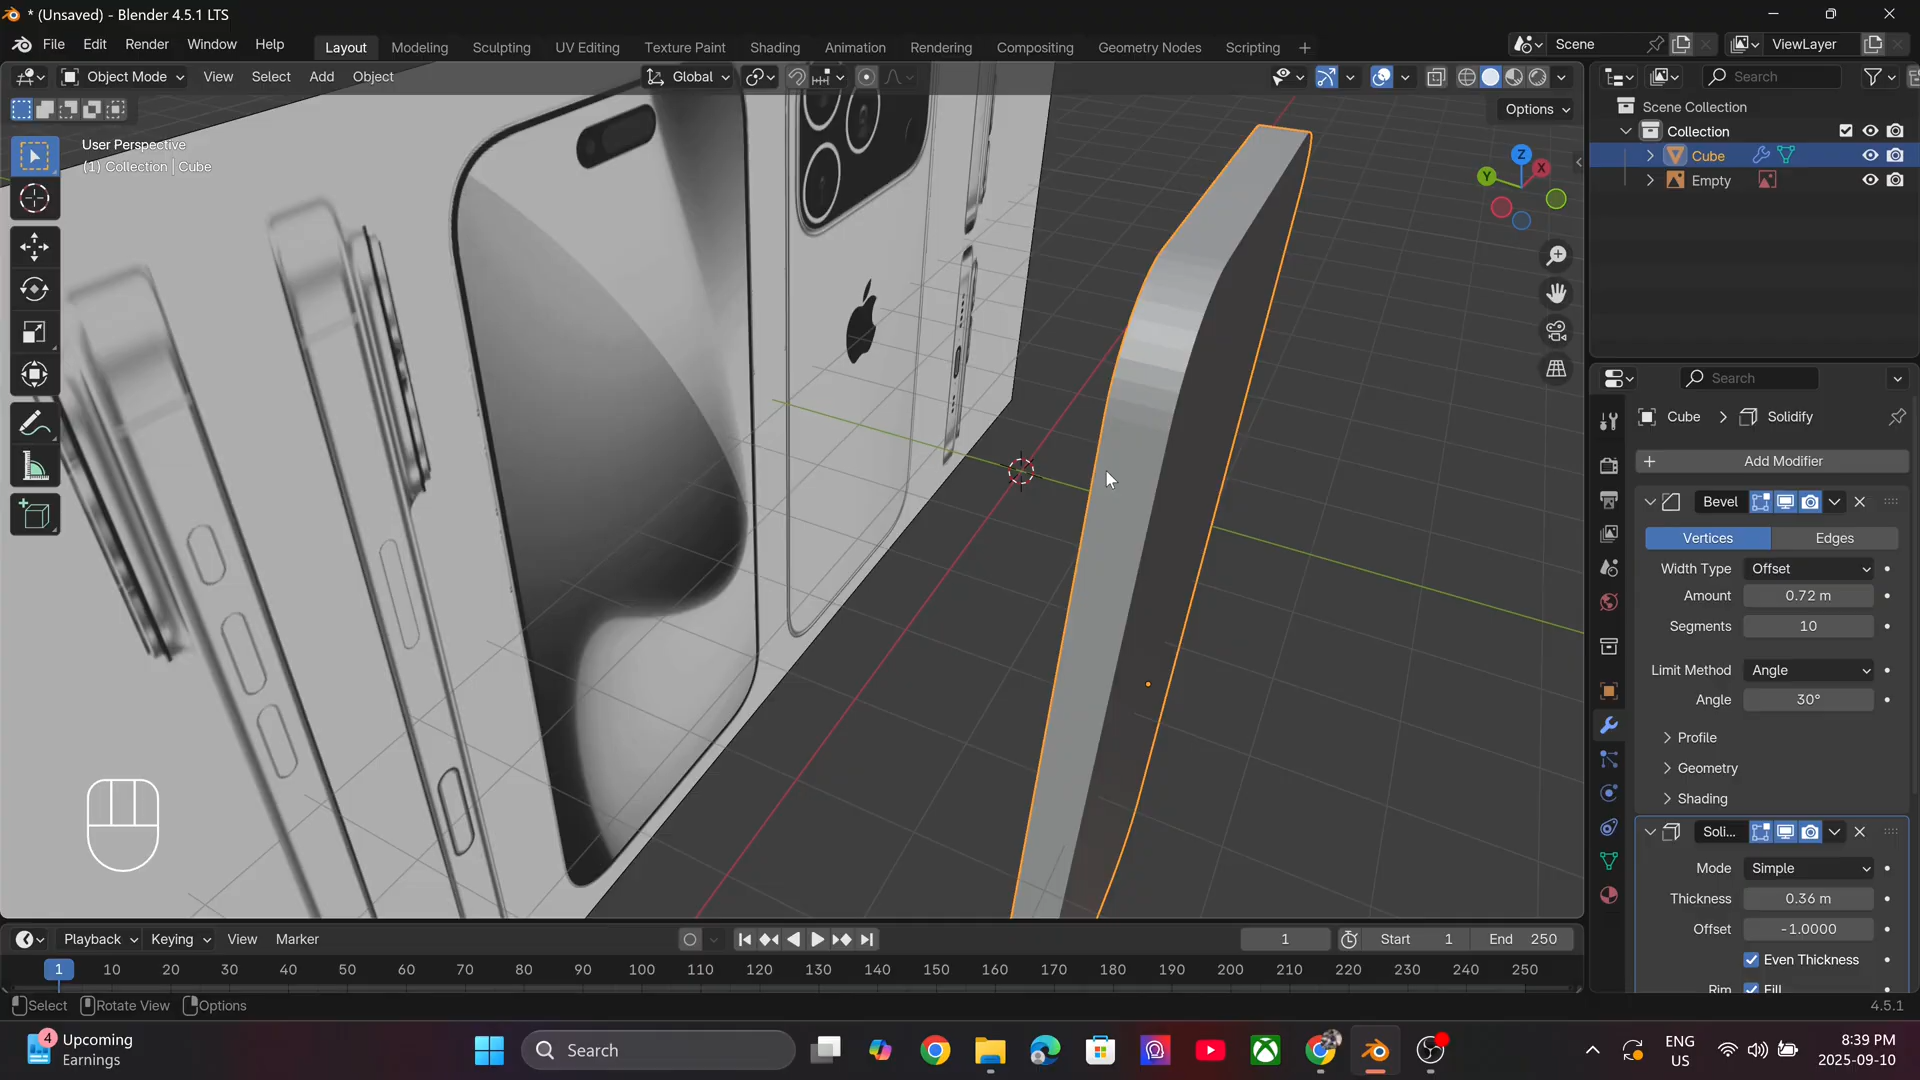 * (Unsaved) - Blender 4.5.1 LTS
File Edit Render Window Help
Layout Modeling Sculpting UV Editing Texture Paint Shading Animation Rendering Compositing Geometry Nodes Scripting +
Scene
ViewLayer
Object Mode View Select Add Object
Global
Search
Options
User Perspective
(1) Collection | Cube
Z
X
Y
Scene Collection
Collection
Cube
Empty
Search
Cube > Solidify
+ Add Modifier
Bevel
Vertices Edges
Width Type Offset
Amount 0.72 m
Segments 10
Limit Method Angle
Angle 30°
Profile
Geometry
Shading
Soli...
Mode Simple
Thickness 0.36 m
Offset -1.0000
Even Thickness
Rim Fill
Playback Keying View Marker
1 Start 1 End 250
1 10 20 30 40 50 60 70 80 90 100 110 120 130 140 150 160 170 180 190 200 210 220 230 240 250
Select Rotate View Options
4.5.1
4 Upcoming
Earnings
Search
ENG
US
8:39 PM
2025-09-10